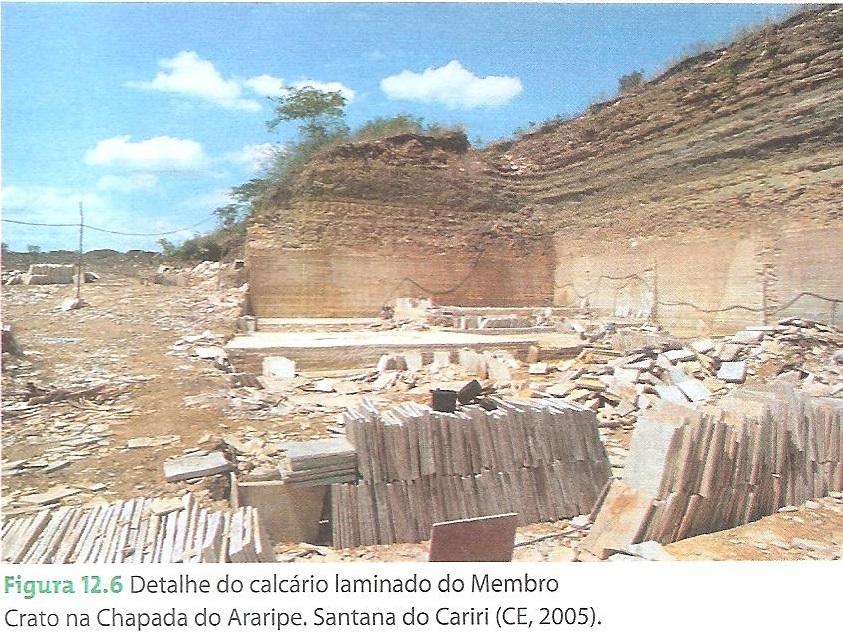 Figura 12.6 Detalhe do calcário laminado do Membro
Crato na Chapada do Araripe. Santana do Cariri (CE, 2005).